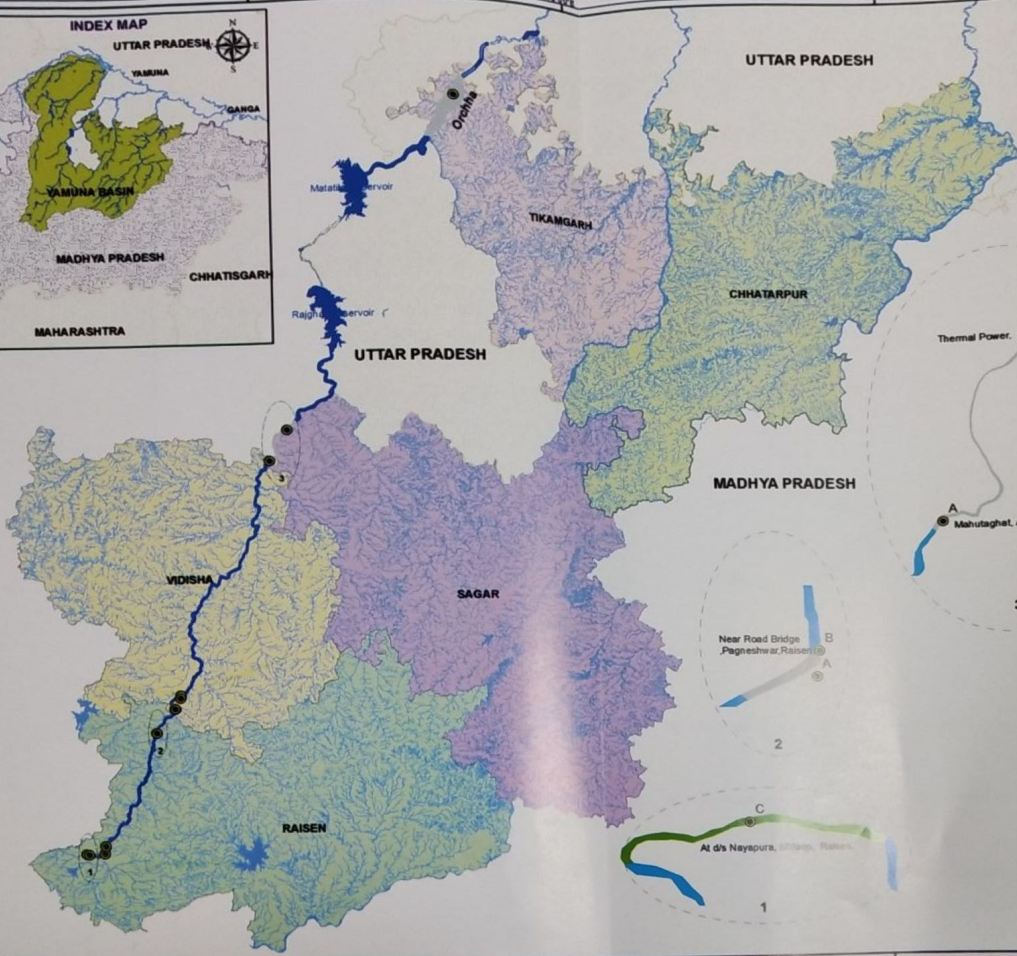 INDEX MAP
N
UTTAR PRADESH
W
E
S
YAMUNA
GANGA
YAMUNA BASIN
MADHYA PRADESH
CHHATISGARH
MAHARASHTRA
Orchha
UTTAR PRADESH
TIKAMGARH
CHHATARPUR
UTTAR PRADESH
Thermal Power,
A
Mahutaghat,
3
VIDISHA
SAGAR
MADHYA PRADESH
Near Road Bridge
,Pagneshwar,Raisen
B
A
2
2
RAISEN
C
At d/s Nayapura,
1
1